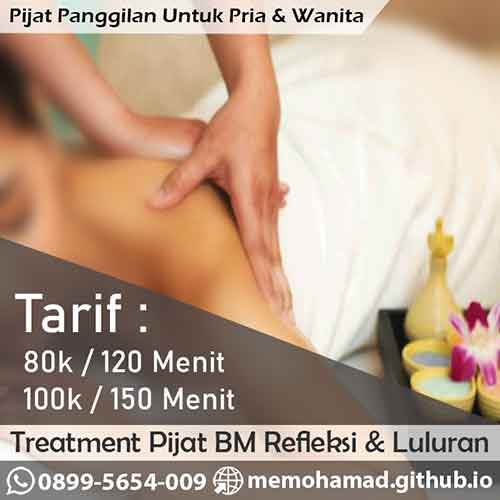 Pijat Panggilan Untuk Pria & Wanita
Tarif :
80k / 120 Menit
100k / 150 Menit
Treatment Pijat BM Refleksi & Luluran
0899-5654-009 memohamad.github.io